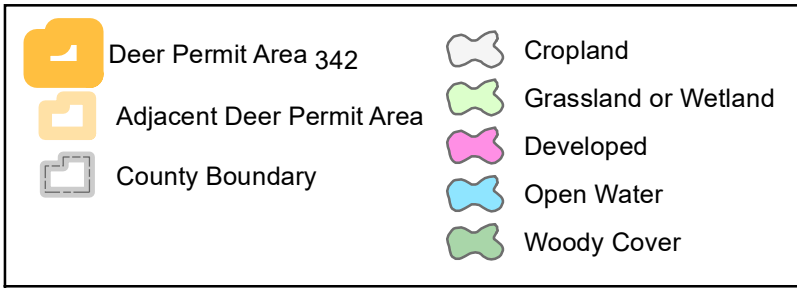 Deer Permit Area 342
Adjacent Deer Permit Area
County Boundary
Cropland
Grassland or Wetland
Developed
Open Water
Woody Cover